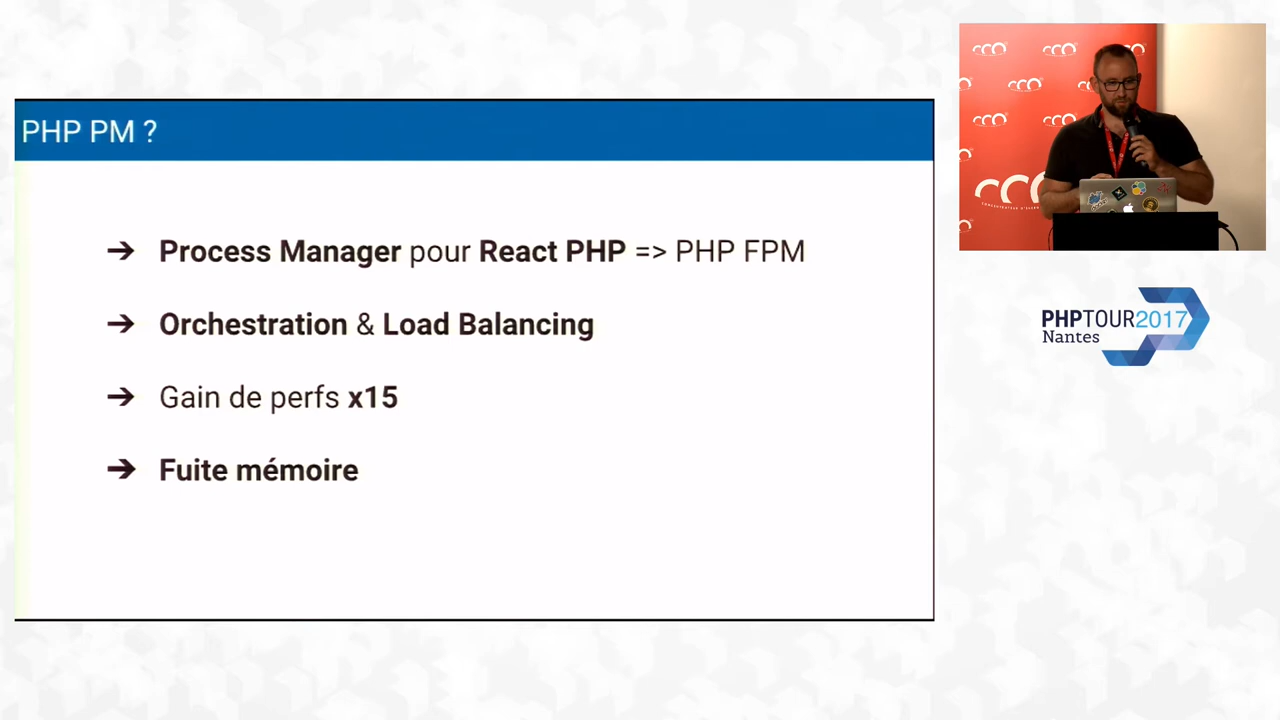 PHP PM ?
➔ Process Manager pour React PHP => PHP FPM
➔ Orchestration & Load Balancing
➔ Gain de perfs x15
➔ Fuite mémoire
PHPTOUR2017
Nantes